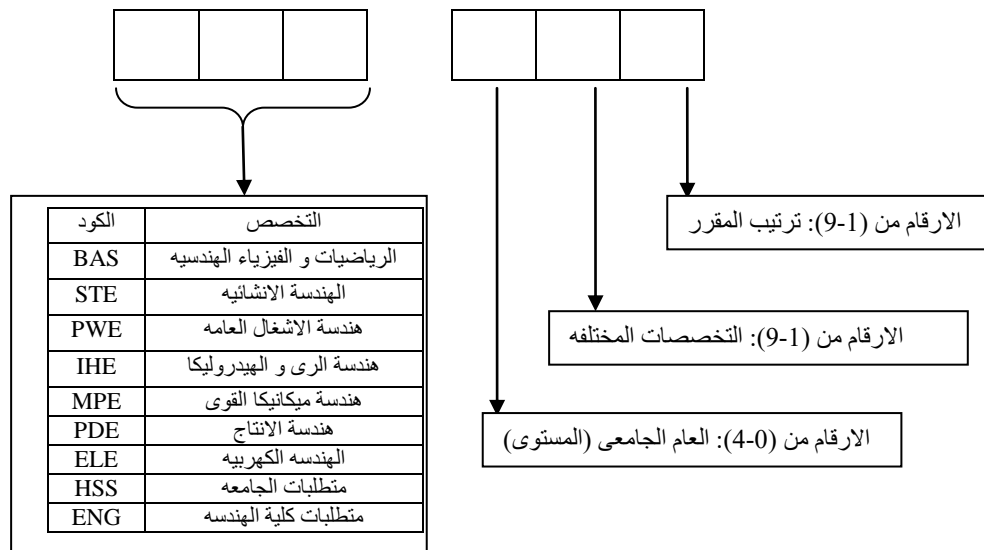 التخصص الكود
الرياضيات و الفيزياء الهندسيه BAS
الهندسة الانشائيه STE
هندسة الاشغال العامه PWE
هندسة الرى و الهيدروليكا IHE
هندسة ميكانيكا القوى MPE
هندسة الانتاج PDE
الهندسه الكهربيه ELE
متطلبات الجامعه HSS
متطلبات كلية الهندسه ENG
الارقام من (1-9): ترتيب المقرر
الارقام من (1-9): التخصصات المختلفه
الارقام من (0-4): العام الجامعى (المستوى)